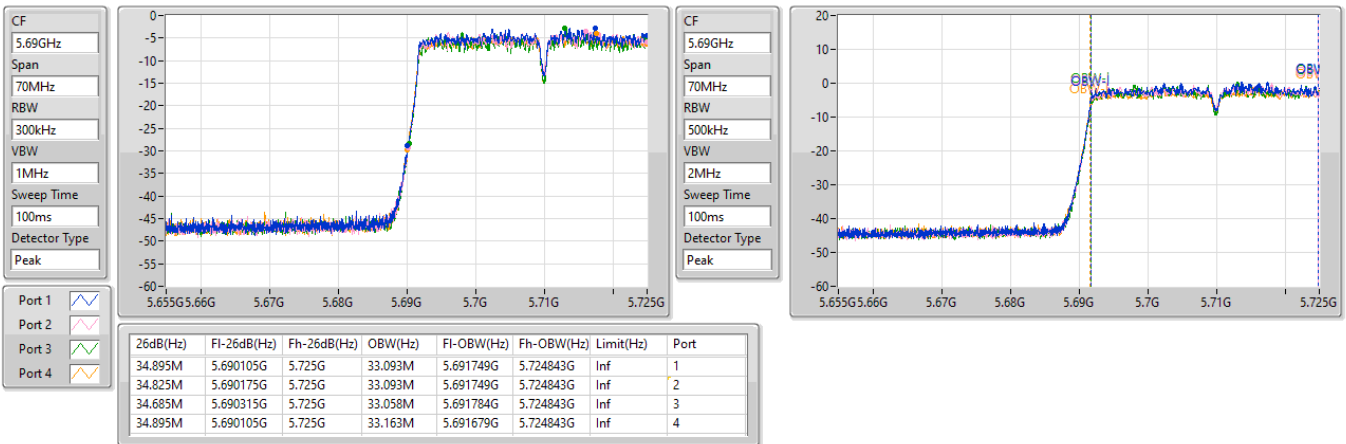 CF
5.69GHz
Span
70MHz
RBW
300kHz
VBW
1MHz
Sweep Time
100ms
Detector Type
Peak
0
-5
-10
-15
-20
-25
-30
-35
-40
-45
-50
-55
-60
5.655G 5.66G 5.67G 5.68G 5.69G 5.7G 5.71G 5.725G
CF
5.69GHz
Span
70MHz
RBW
500kHz
VBW
2MHz
Sweep Time
100ms
Detector Type
Peak
20
10
0
-10
-20
-30
-40
-50
-60
OBW-l
OBW
5.655G 5.66G 5.67G 5.68G 5.69G 5.7G 5.71G 5.725G
Port 1
Port 2
Port 3
Port 4
26dB(Hz) Fl-26dB(Hz) Fh-26dB(Hz) OBW(Hz) Fl-OBW(Hz) Fh-OBW(Hz) Limit(Hz) Port
34.895M 5.690105G 5.725G 33.093M 5.691749G 5.724843G Inf 1
34.825M 5.690175G 5.725G 33.093M 5.691749G 5.724843G Inf 2
34.685M 5.690315G 5.725G 33.058M 5.691784G 5.724843G Inf 3
34.895M 5.690105G 5.725G 33.163M 5.691679G 5.724843G Inf 4